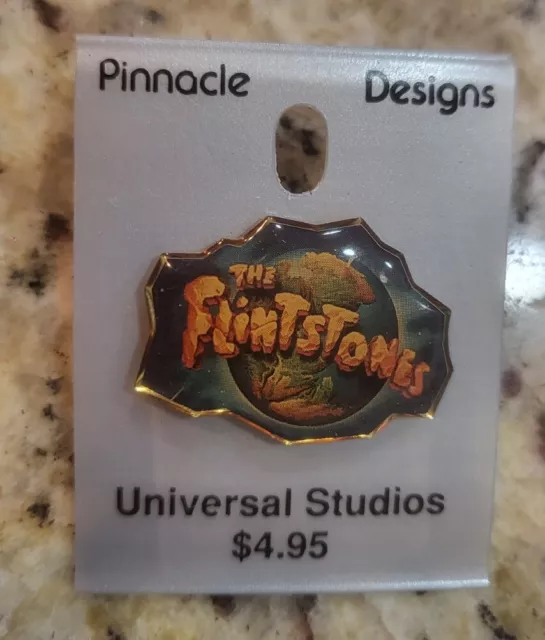 Pinnacle Designs
THE
FLINTSTONES
Universal Studios
$4.95